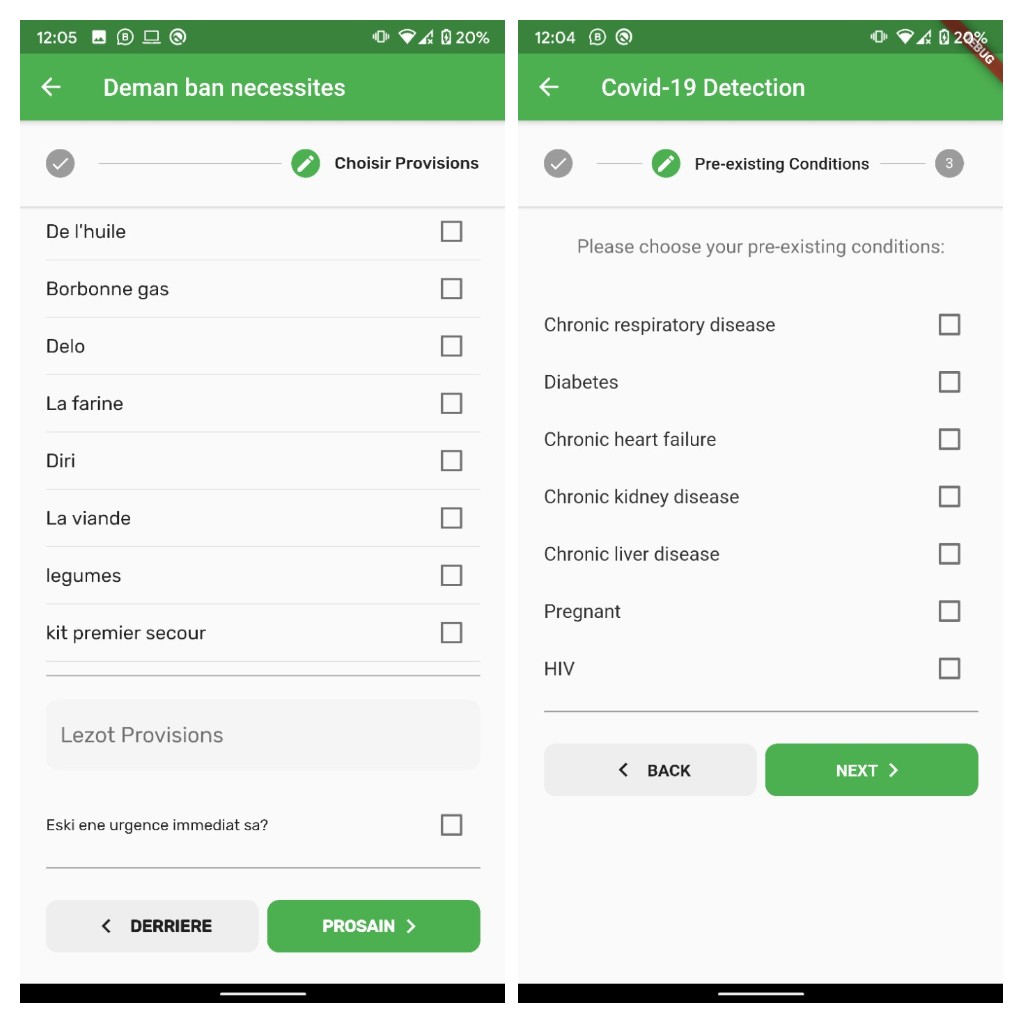 12:05
20%
Deman ban necessites
Choisir Provisions
De l'huile
Borbonne gas
Delo
La farine
Diri
La viande
legumes
kit premier secour
Lezot Provisions
Eski ene urgence immediat sa?
DERRIERE
PROSAIN
12:04
20%
DEBUG
Covid-19 Detection
Pre-existing Conditions
3
Please choose your pre-existing conditions:
Chronic respiratory disease
Diabetes
Chronic heart failure
Chronic kidney disease
Chronic liver disease
Pregnant
HIV
BACK
NEXT